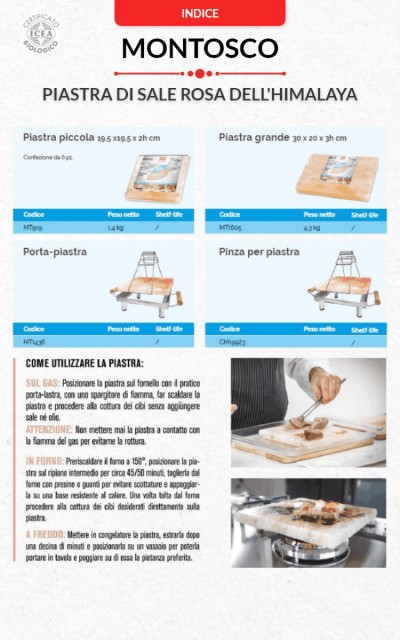 INDICE
CERTIFICATO
ICEA
BIOLOGICO
MONTOSCO
PIASTRA DI SALE ROSA DELL'HIMALAYA
Piastra piccola 19,5 x19,5 x 2h cm
Confezione da 6 pz.
Codice Peso netto Shelf-life
MT919 1,4 kg /
Piastra grande 30 x 20 x 3h cm
Codice Peso netto Shelf-life
MT1605 4,3 kg /
Porta-piastra
Codice Peso netto Shelf-life
MT1436 /
Pinza per piastra
Codice Peso netto Shelf-life
CM19923 /
COME UTILIZZARE LA PIASTRA:
SUL GAS: Posizionare la piastra sul fornello con il pratico
porta-lastra, con uno spargitore di fiamma, far scaldare la
piastra e procedere alla cottura dei cibi senza aggiungere
sale né olio.
ATTENZIONE: Non mettere mai la piastra a contatto con
la fiamma del gas per evitarne la rottura.
IN FORNO: Preriscaldare il forno a 150°, posizionare la pia-
stra sul ripiano intermedio per circa 45/50 minuti, toglierla dal
forno con presine o guanti per evitare scottature e appoggiar-
la su una base resistente al calore. Una volta tolta dal forno
procedere alla cottura dei cibi desiderati direttamente sulla
piastra.
A FREDDO: Mettere in congelatore la piastra, estrarla dopo
una decina di minuti e posizionarla su un vassoio per poterla
portare in tavola e poggiare su di essa la pietanza preferita.